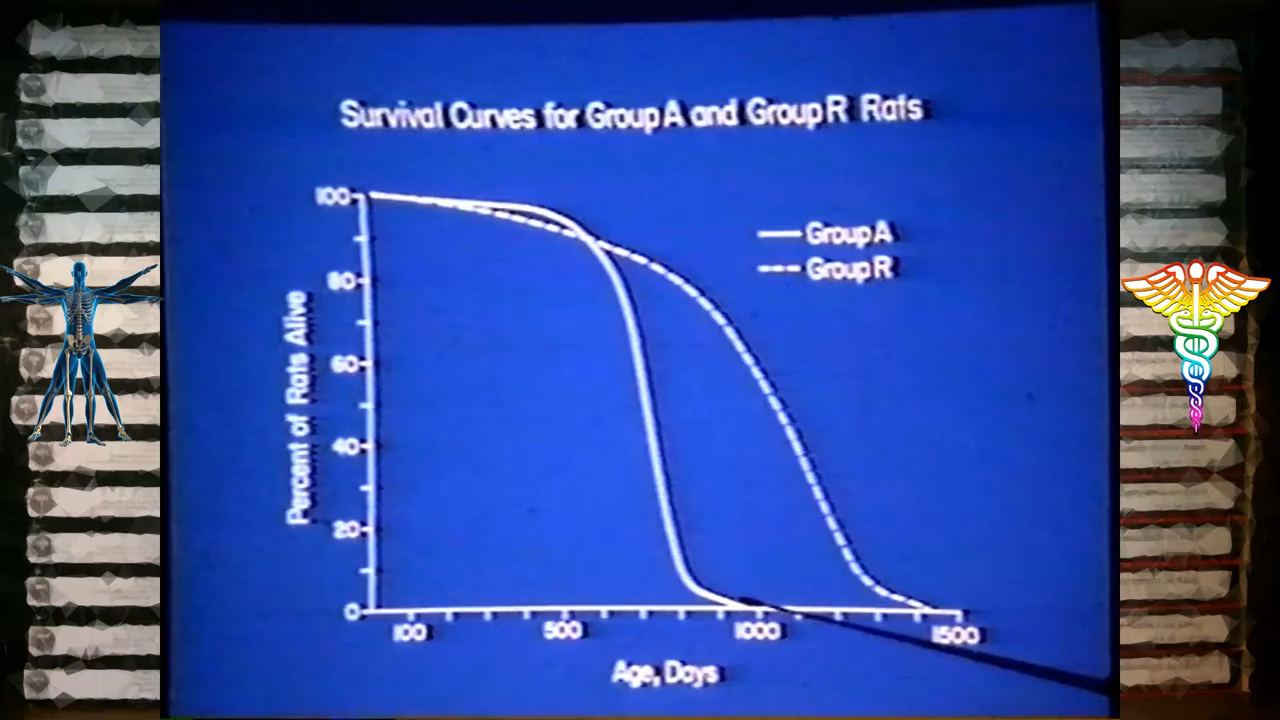 Survival Curves for Group A and Group R Rats
100
80
60
40
20
0
Percent of Rats Alive
Group A
Group R
100
500
1000
1500
Age, Days